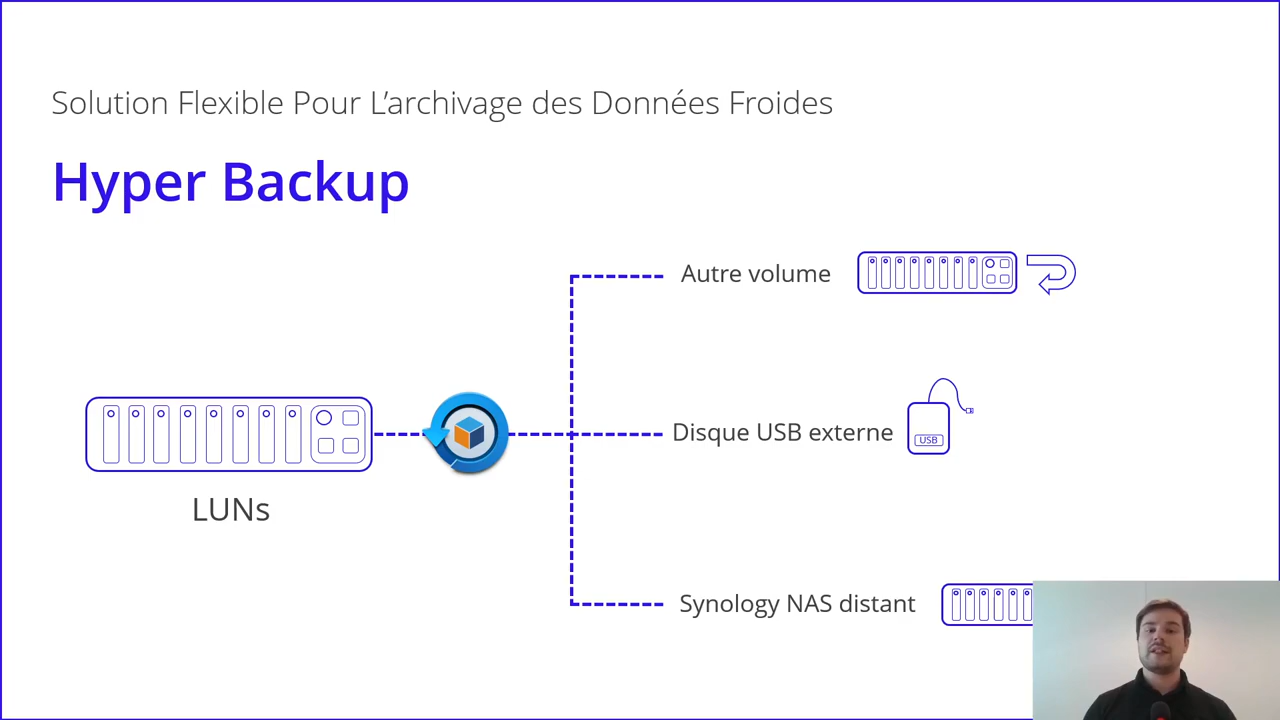 Solution Flexible Pour L'archivage des Données Froides
Hyper Backup
Autre volume
Disque USB externe
USB
LUNs
Synology NAS distant